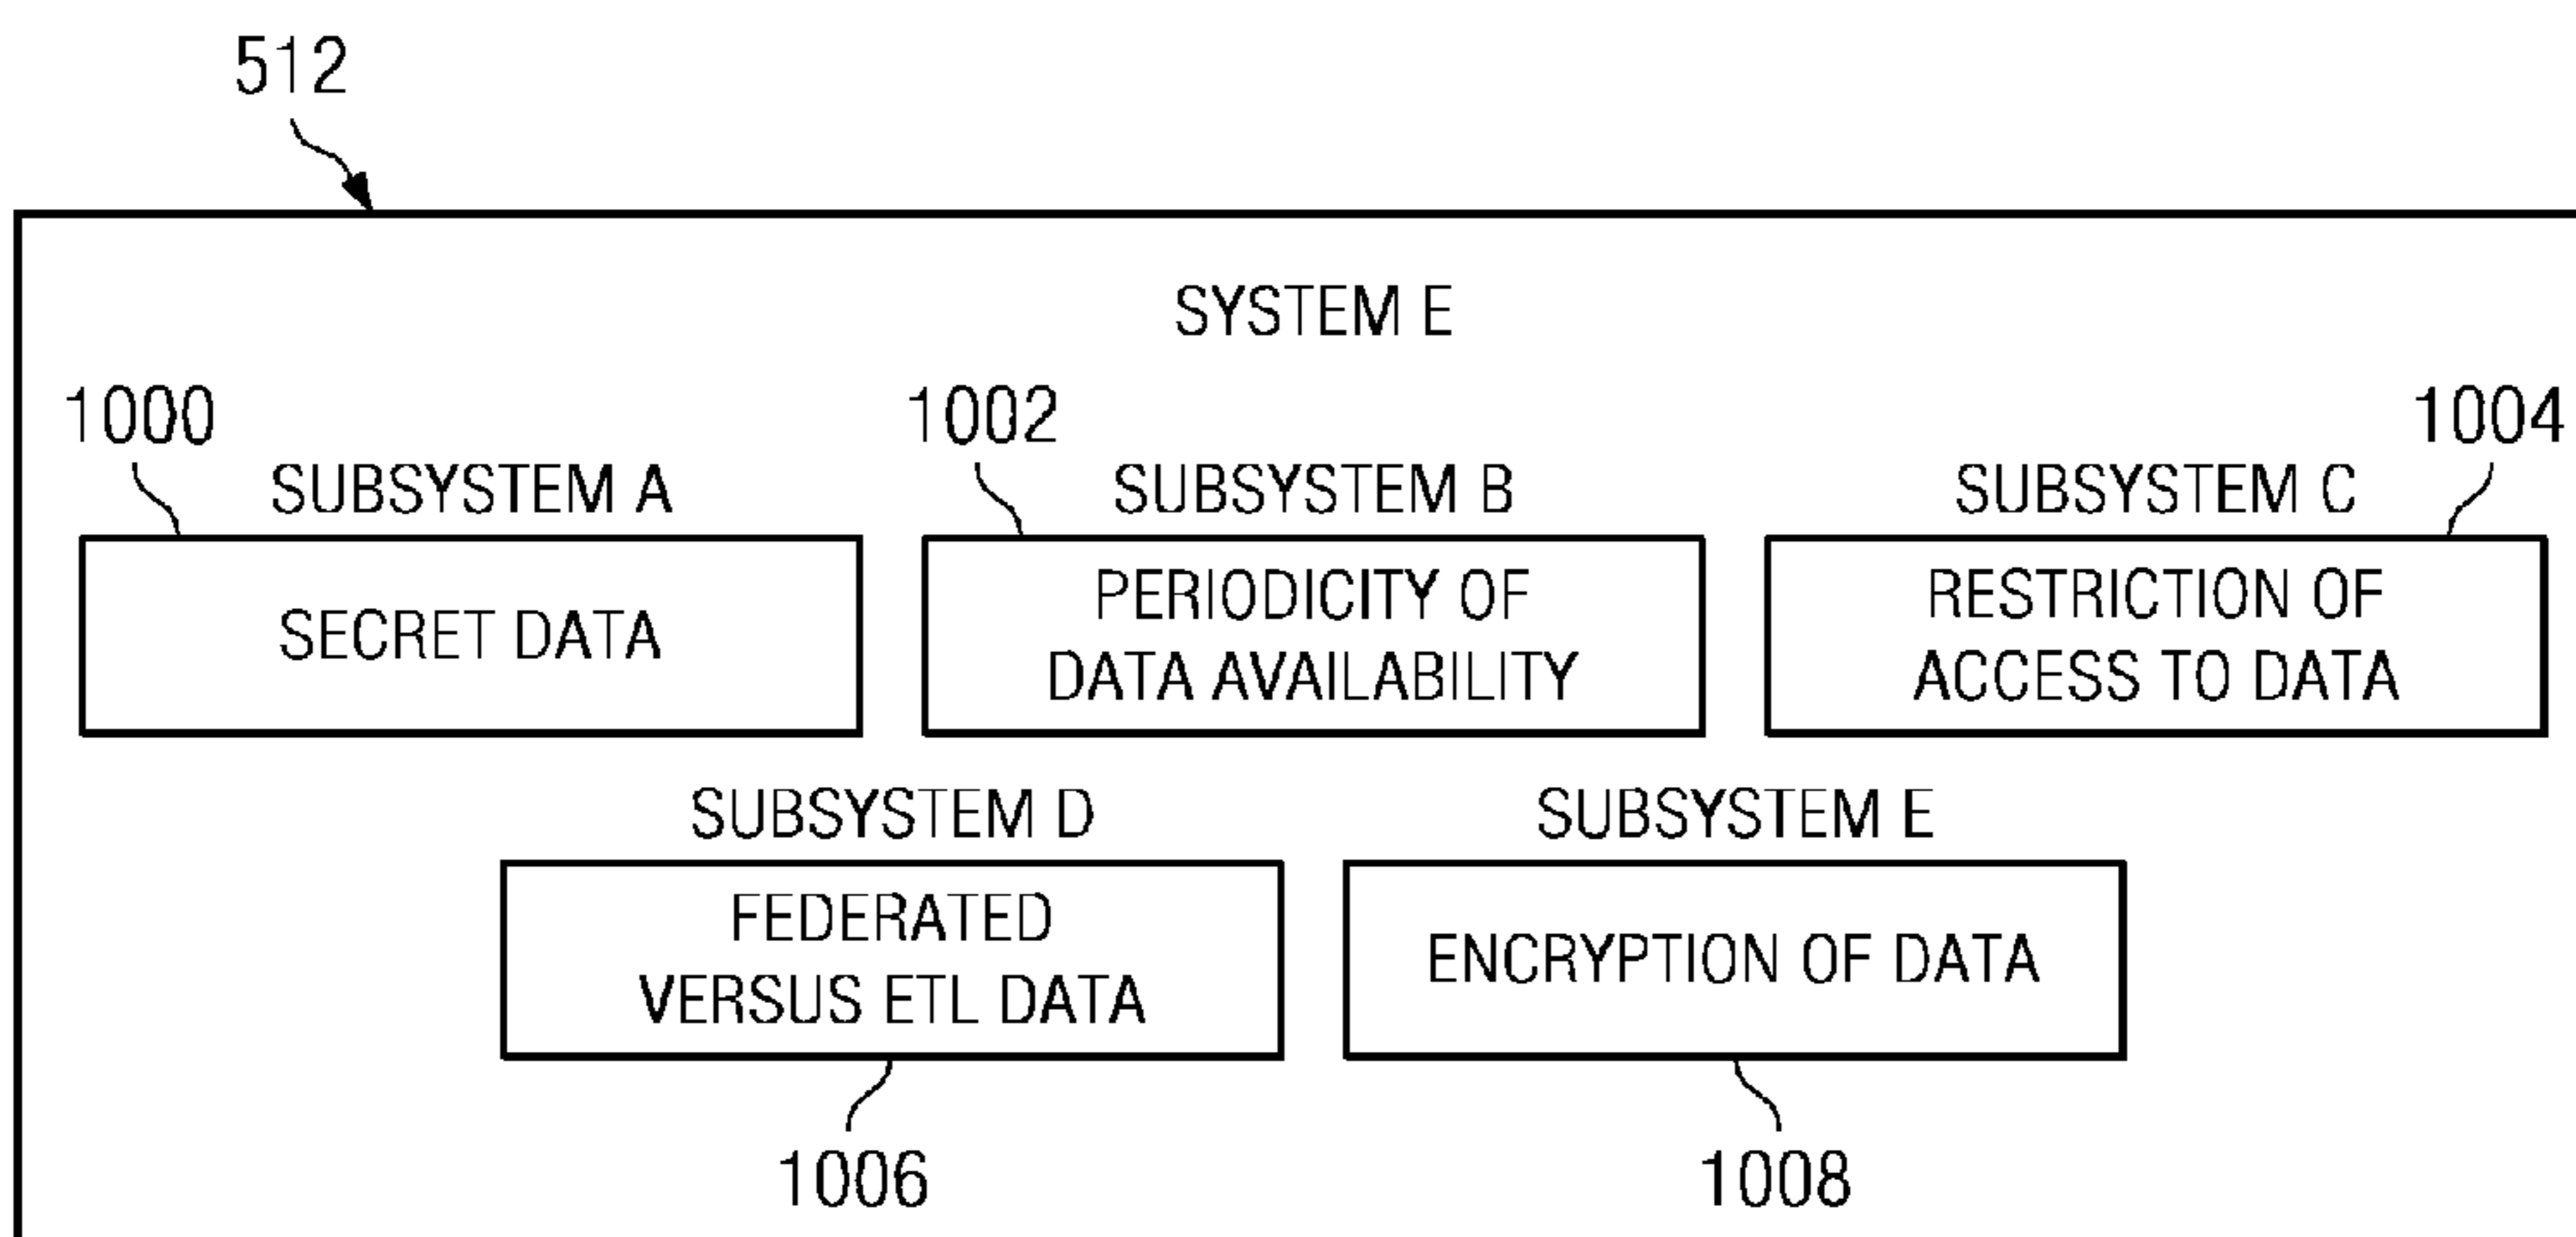 512
SYSTEM E
1000
1002
1004
SUBSYSTEM A
SUBSYSTEM B
SUBSYSTEM C
SECRET DATA
PERIODICITY OF
DATA AVAILABILITY
RESTRICTION OF
ACCESS TO DATA
SUBSYSTEM D
SUBSYSTEM E
FEDERATED
VERSUS ETL DATA
ENCRYPTION OF DATA
1006
1008